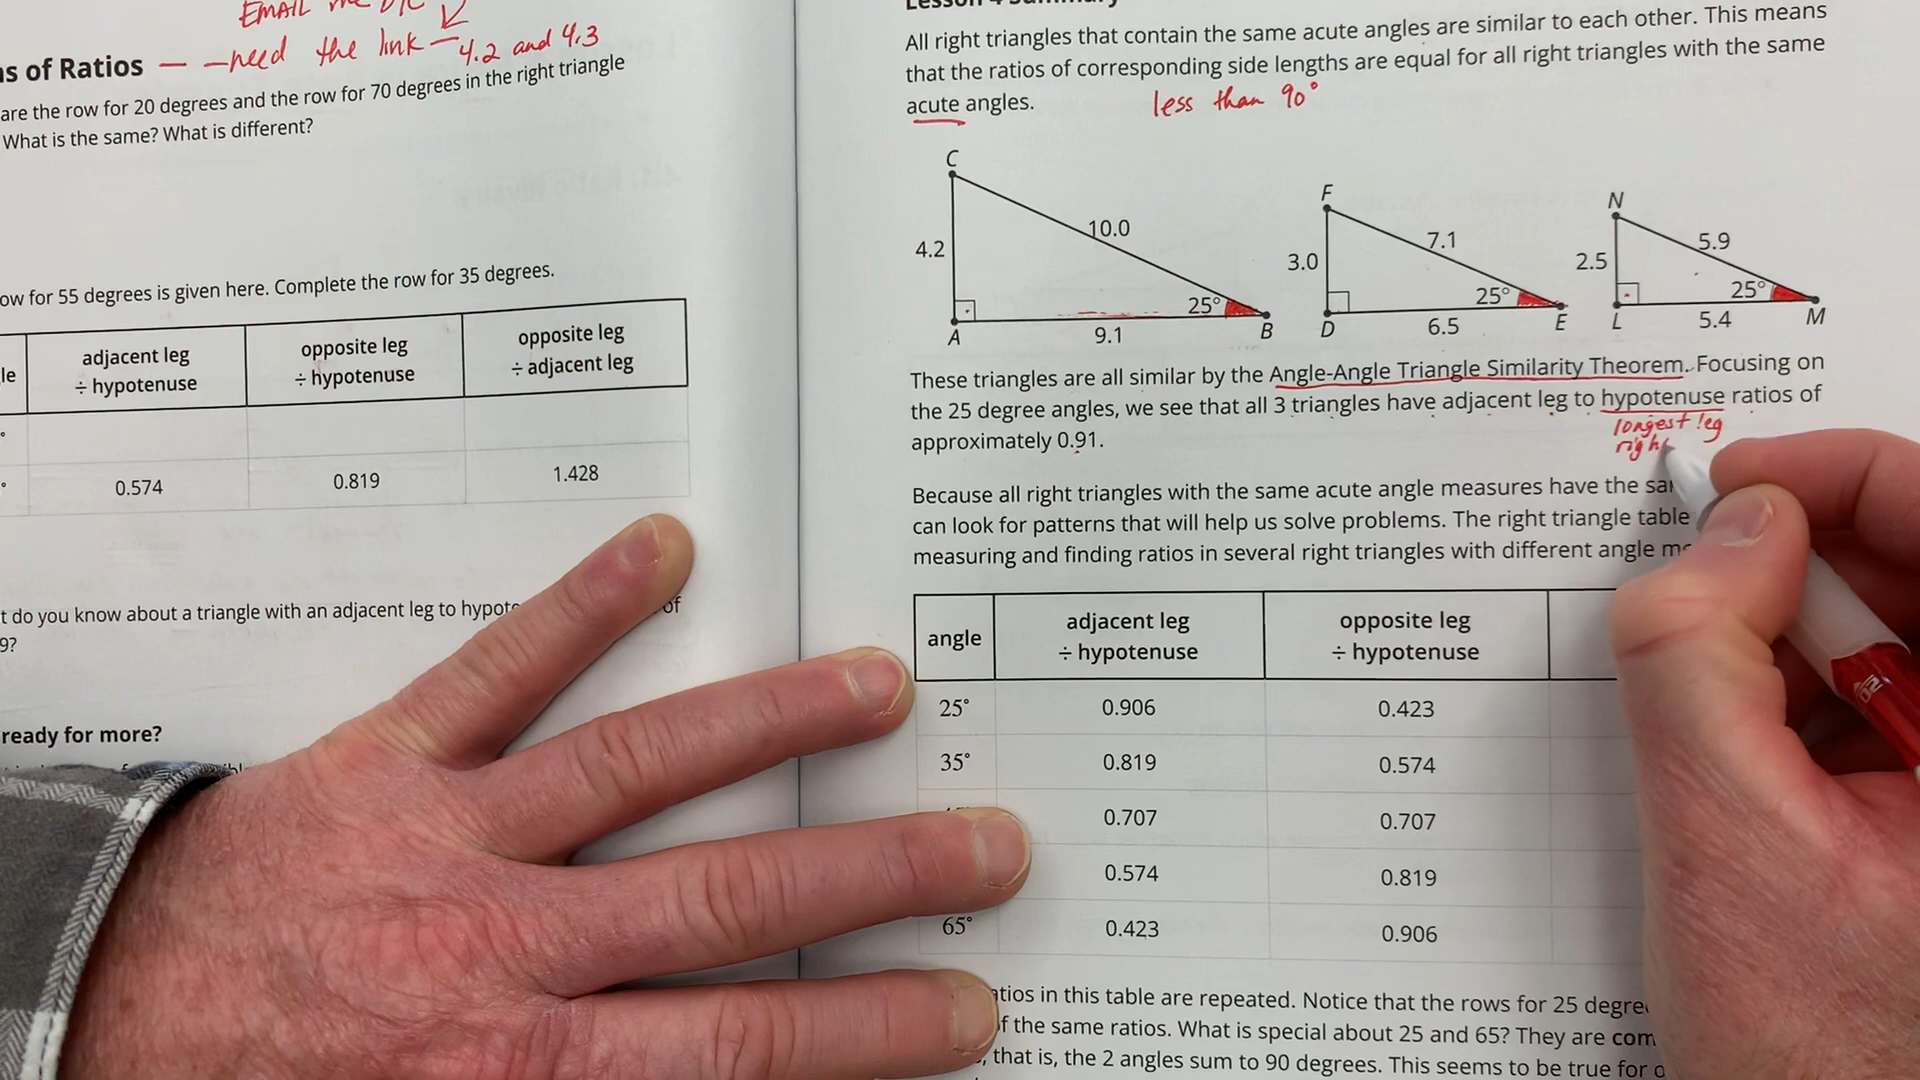 EMAIL me
s of Ratios — —need the link – 4.2 and 4.3
are the row for 20 degrees and the row for 70 degrees in the right triangle
What is the same? What is different?
ow for 55 degrees is given here. Complete the row for 35 degrees.
le
adjacent leg
÷ hypotenuse
opposite leg
÷ hypotenuse
opposite leg
÷ adjacent leg
0.574 0.819 1.428
t do you know about a triangle with an adjacent leg to of
9?
ready for more?
Lesson 4 Summary
All right triangles that contain the same acute angles are similar to each other. This means
that the ratios of corresponding side lengths are equal for all right triangles with the same
acute angles. less than 90°
C
4.2
10.0
25°
A
9.1
B
F
3.0
7.1
25°
D
6.5
E
N
2.5
5.9
25°
L
5.4
M
These triangles are all similar by the Angle-Angle Triangle Similarity Theorem. Focusing on
the 25 degree angles, we see that all 3 triangles have adjacent leg to hypotenuse ratios of
longest leg
righ
approximately 0.91.
Because all right triangles with the same acute angle measures have the
can look for patterns that will help us solve problems. The right triangle table
measuring and finding ratios in several right triangles with different angle
angle
adjacent leg
÷ hypotenuse
opposite leg
÷ hypotenuse
25° 0.906 0.423
35° 0.819 0.574
0.707 0.707
0.574 0.819
65° 0.423 0.906
atios in this table are repeated. Notice that the rows for 25 degre
f the same ratios. What is special about 25 and 65? They are com
, that is, the 2 angles sum to 90 degrees. This seems to be true for